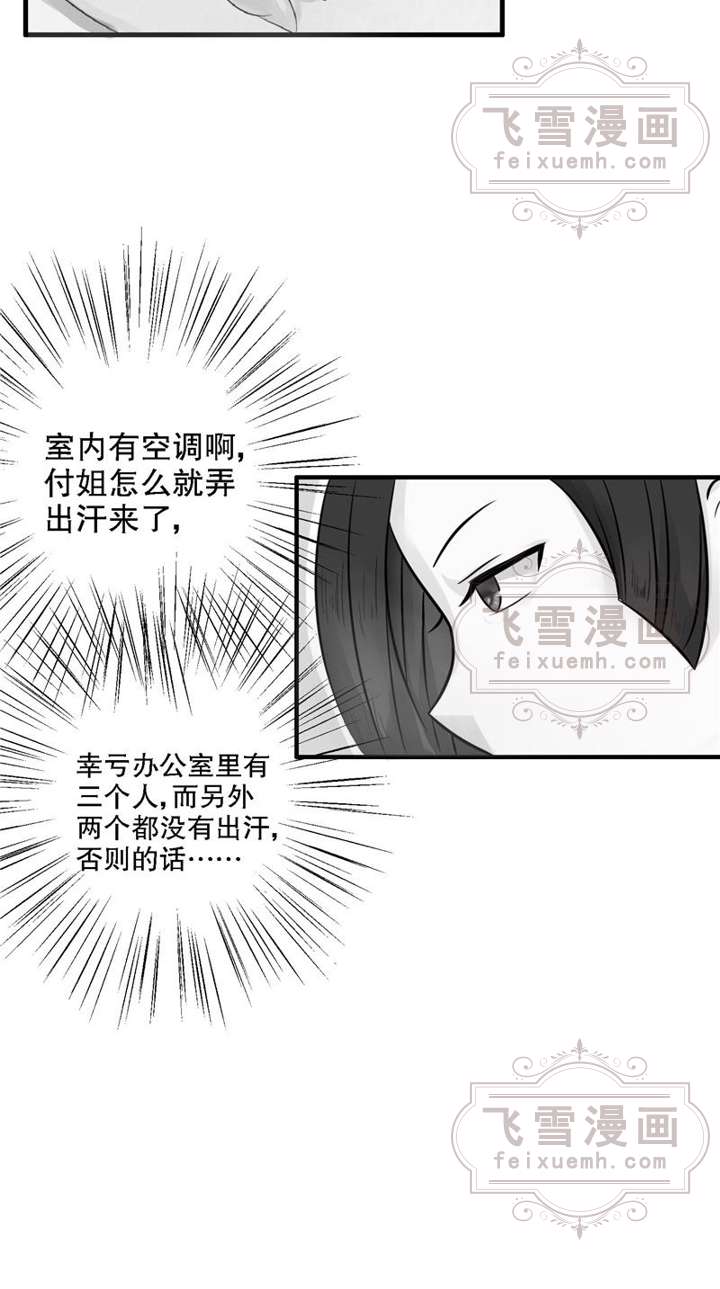 飞雪漫画
feixuemh.com
室内有空调啊,
付姐怎么就弄
出汗来了,
飞雪漫画
feixuemh.com
幸亏办公室里有
三个人,而另外
两个都没有出汗,
否则的话……
飞雪漫画
feixuemh.com